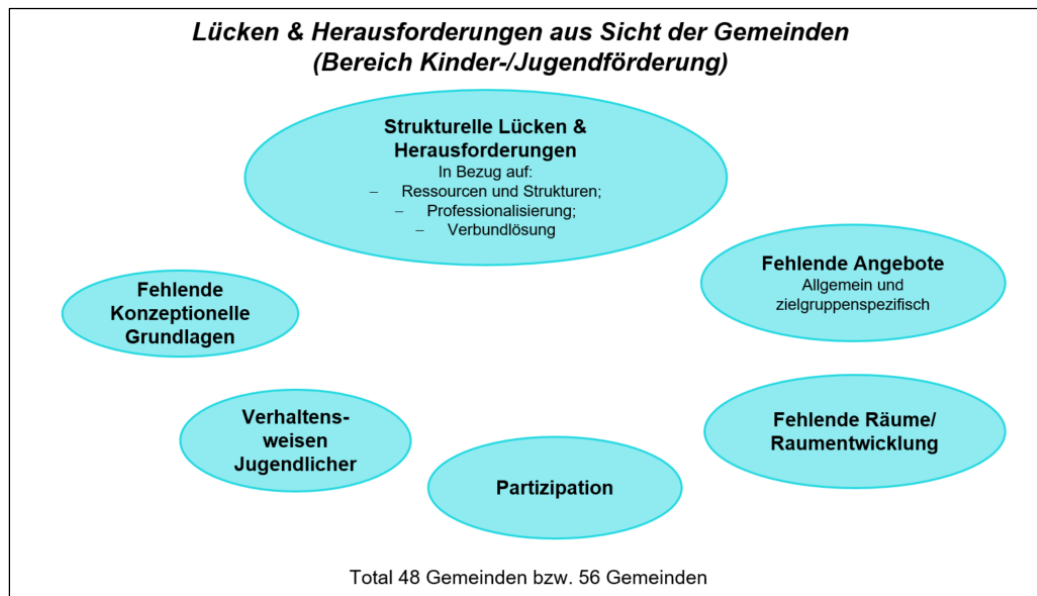 Lücken & Herausforderungen aus Sicht der Gemeinden
(Bereich Kinder-/Jugendförderung)
Strukturelle Lücken &
Herausforderungen
In Bezug auf:
– Ressourcen und Strukturen;
– Professionalisierung;
– Verbundlösung
Fehlende Angebote
Allgemein und
zielgruppenspezifisch
Fehlende
Konzeptionelle
Grundlagen
Verhaltens-
weisen
Jugendlicher
Fehlende Räume/
Raumentwicklung
Partizipation
Total 48 Gemeinden bzw. 56 Gemeinden